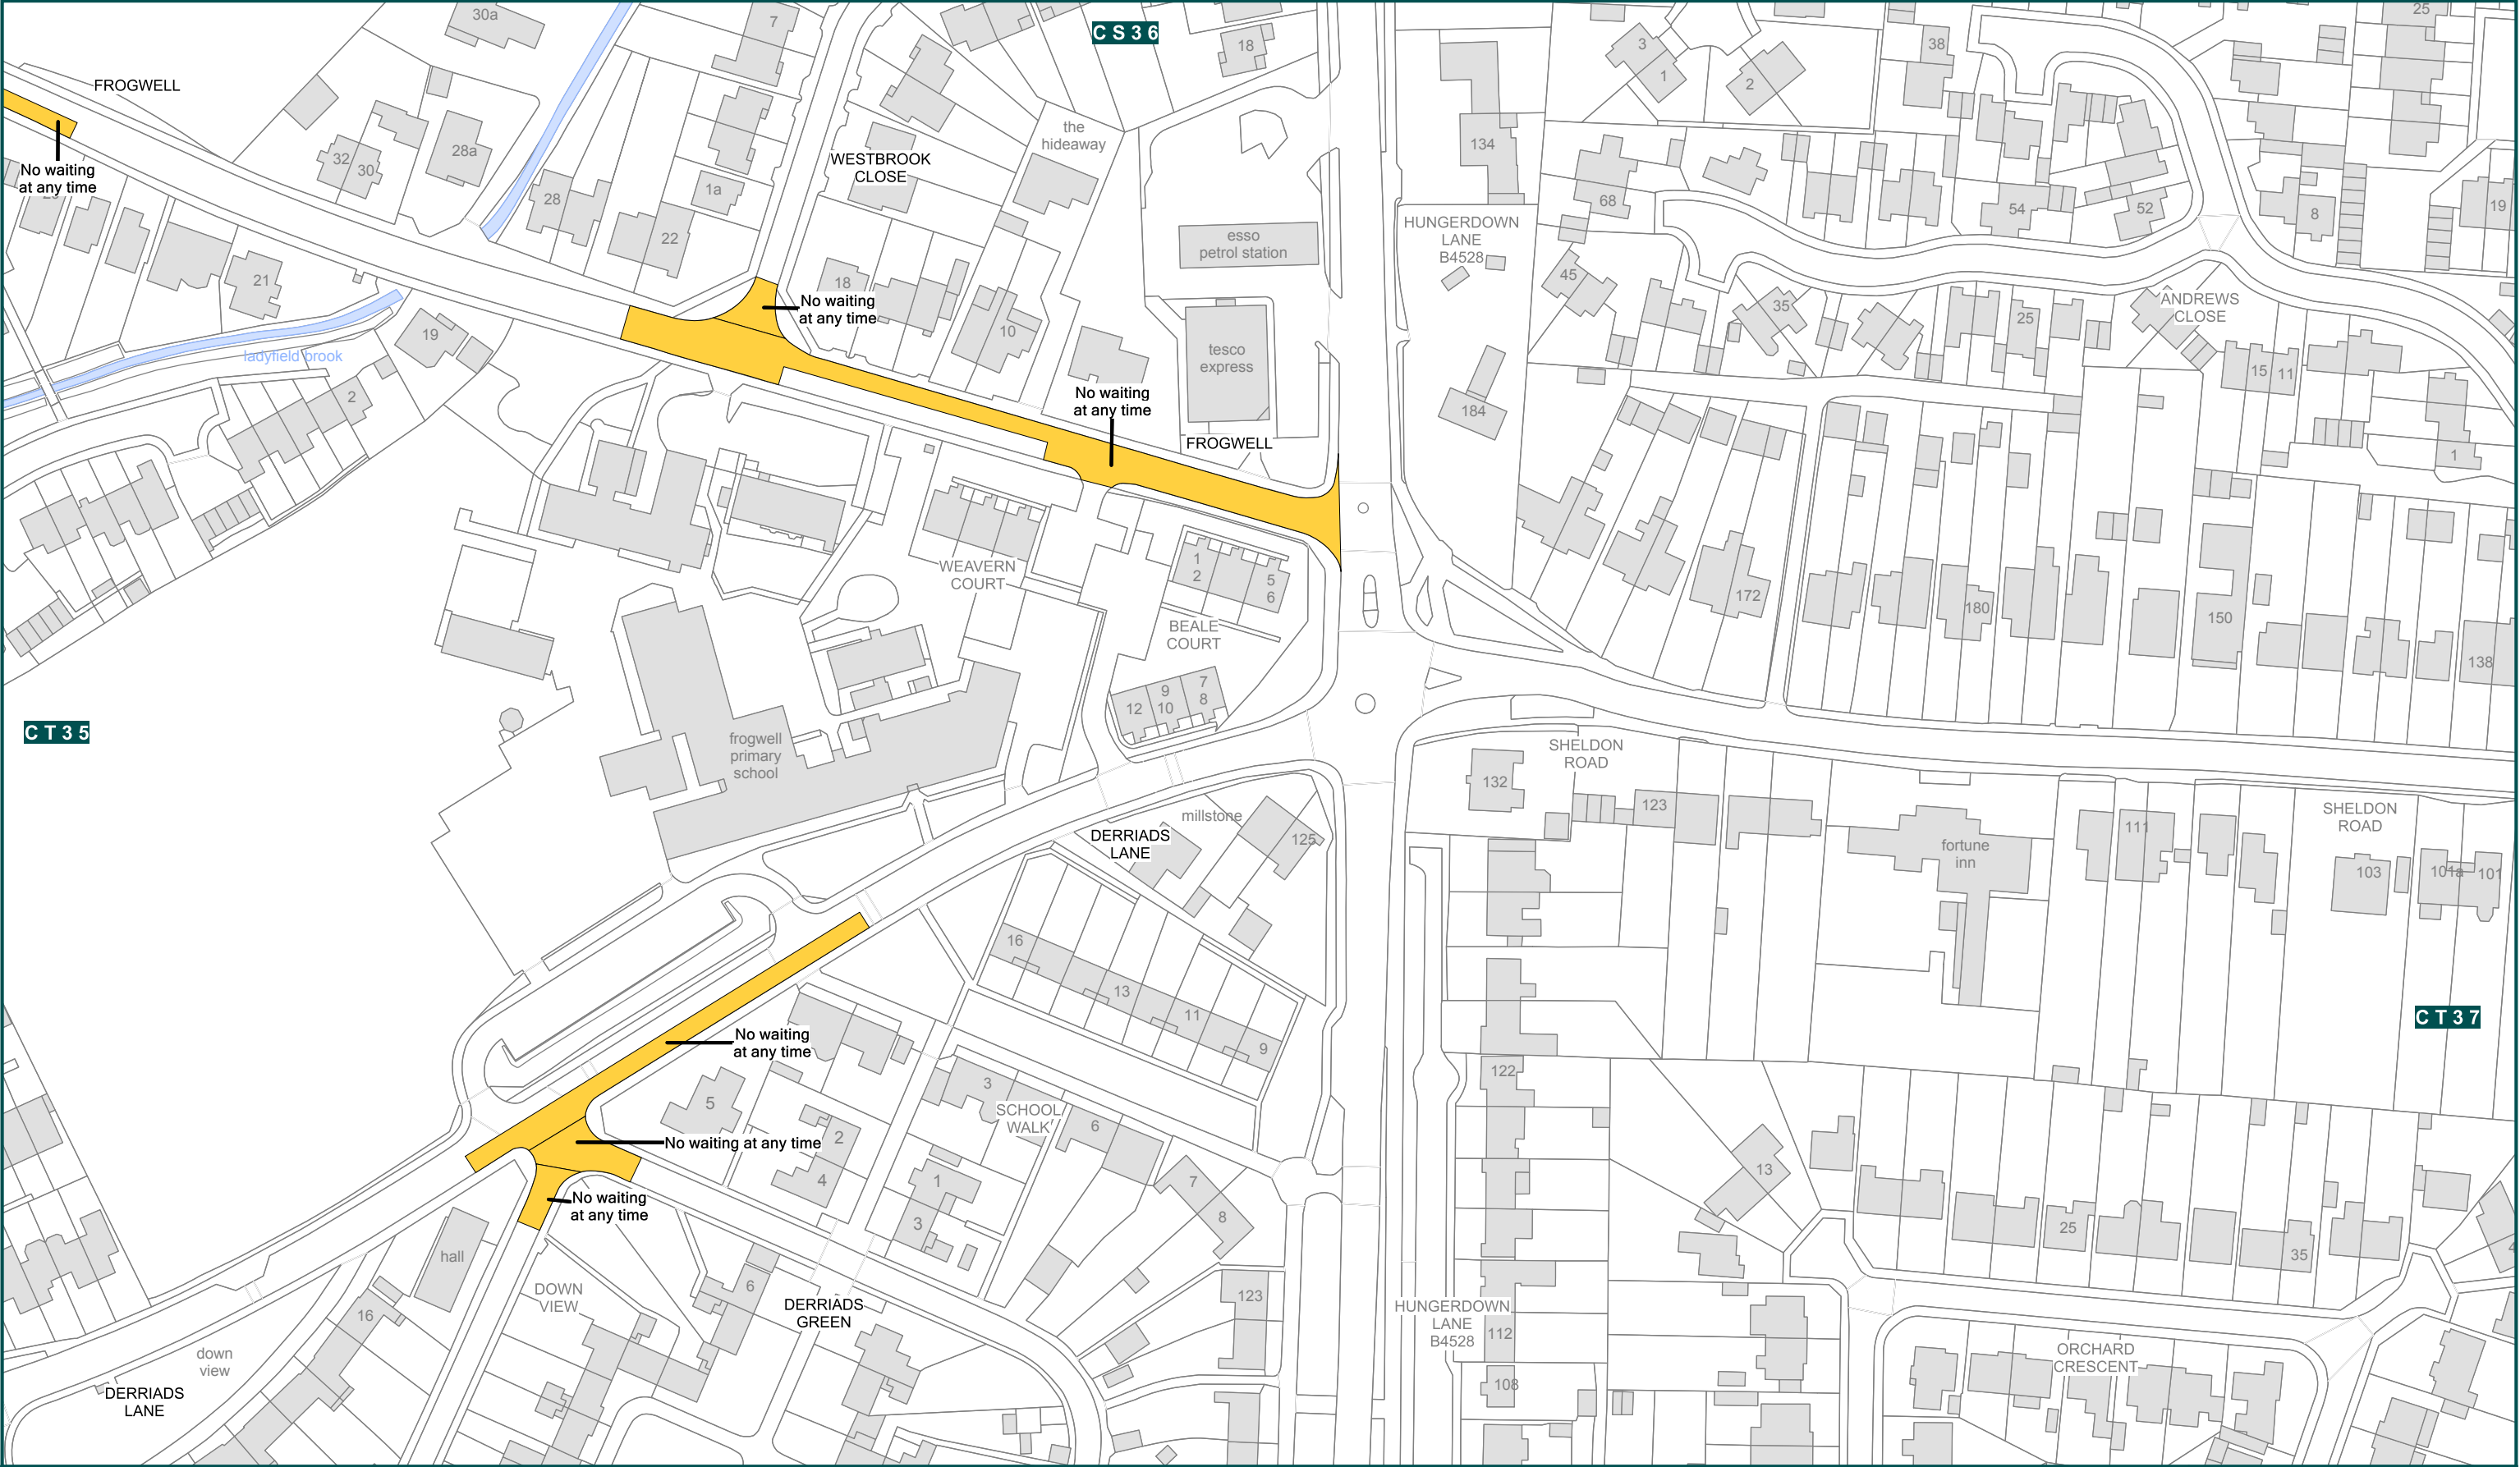 30a
7
CS36
18
38
25
FROGWELL
3
1
2
No waiting
at any time
32
30
28a
WESTBROOK
CLOSE
the
hideaway
134
28
1a
22
68
54
52
8
19
HUNGERDOWN
LANE
B4528
esso
petrol station
21
18
No waiting
at any time
10
45
35
25
ANDREWS
CLOSE
19
ladyfield brook
tesco
express
15
11
2
No waiting
at any time
184
FROGWELL
1
WEAVERN
COURT
1
2
5
6
172
180
150
BEALE
COURT
138
CT35
12
9
10
7
8
frogwell
primary
school
SHELDON
ROAD
132
123
millstone
DERRIADS
LANE
125
111
fortune
inn
SHELDON
ROAD
103
101a
101
16
13
11
9
CT37
No waiting
at any time
5
3
SCHOOL
WALK
6
122
No waiting at any time
2
4
1
3
7
8
13
No waiting
at any time
hall
25
35
4
DOWN
VIEW
6
DERRIADS
GREEN
123
HUNGERDOWN
LANE
B4528
112
16
down
view
DERRIADS
LANE
108
ORCHARD
CRESCENT